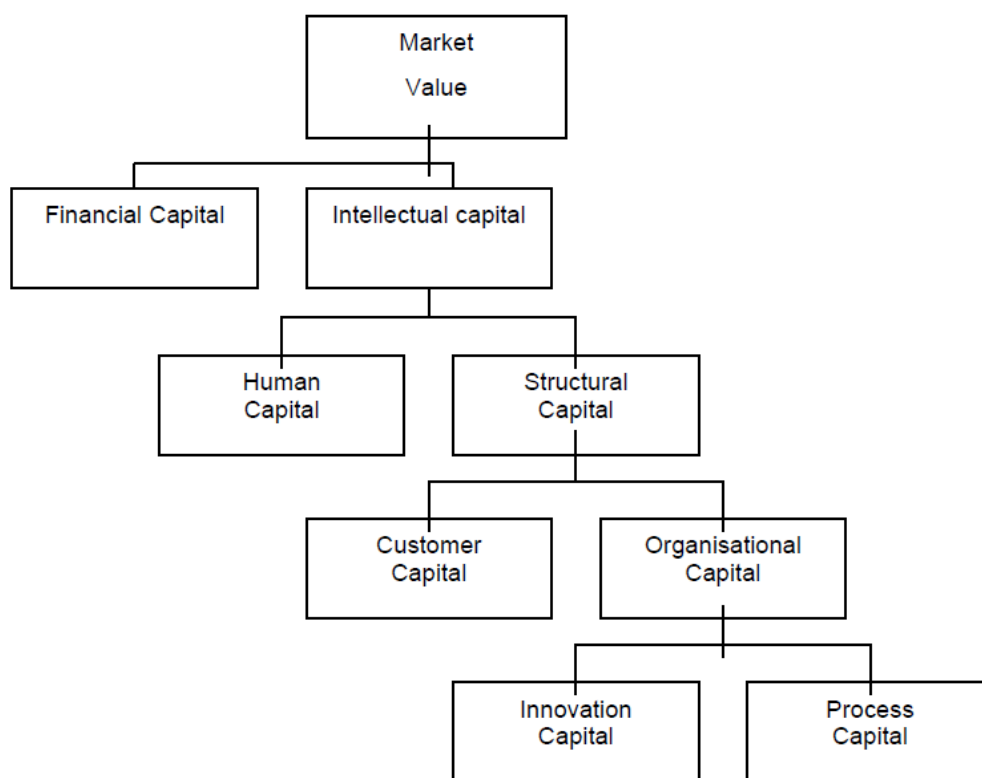 Market
Value
Financial Capital
Intellectual capital
Human
Capital
Structural
Capital
Customer
Capital
Organisational
Capital
Innovation
Capital
Process
Capital